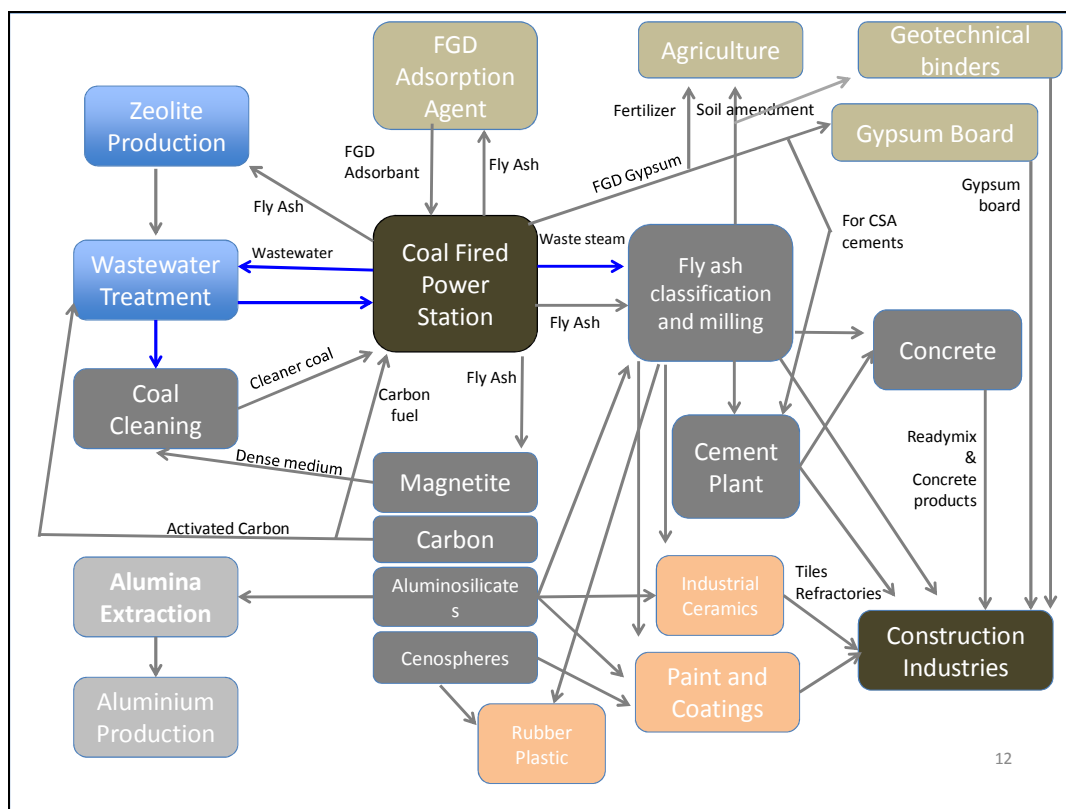 FGD
Adsorption
Agent
Agriculture
Geotechnical
binders
Zeolite
Production
Fertilizer
Soil amendment
Gypsum Board
FGD
Adsorbant
Fly Ash
FGD Gypsum
Gypsum
board
Fly Ash
For CSA
cements
Wastewater
Treatment
Wastewater
Coal Fired
Power
Station
Waste steam
Fly ash
classification
and milling
Fly Ash
Concrete
Coal
Cleaning
Cleaner coal
Carbon
fuel
Fly Ash
Cement
Plant
Readymix
&
Concrete
products
Dense medium
Magnetite
Activated Carbon
Carbon
Alumina
Extraction
Aluminosilicate
s
Industrial
Ceramics
Tiles
Refractories
Cenospheres
Construction
Industries
Aluminium
Production
Paint and
Coatings
Rubber
Plastic
12